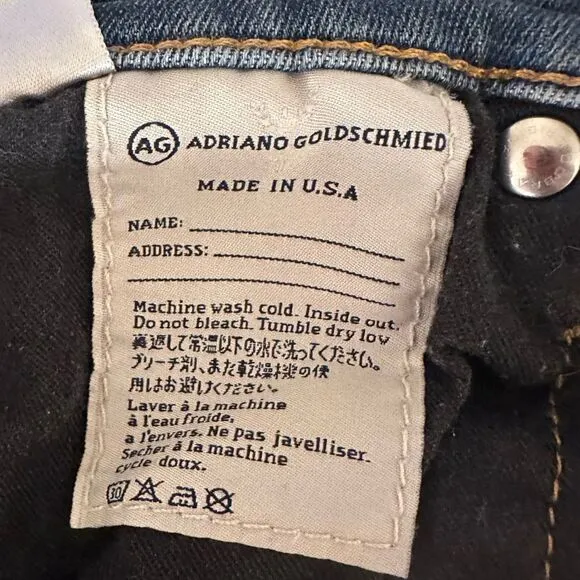 AG ADRIANO GOLDSCHMIED
MADE IN U.S.A
NAME:
ADDRESS:
Machine wash cold. Inside out.
Do not bleach. Tumble dry low
裏返して常温以下の水で洗ってください。
ブリーチ剤、また乾燥機の使
用はお避けください。
Laver à la machine
à l'eau froide,
a l'envers. Ne pas javelliser.
Secher à la machine
cycle doux.
30